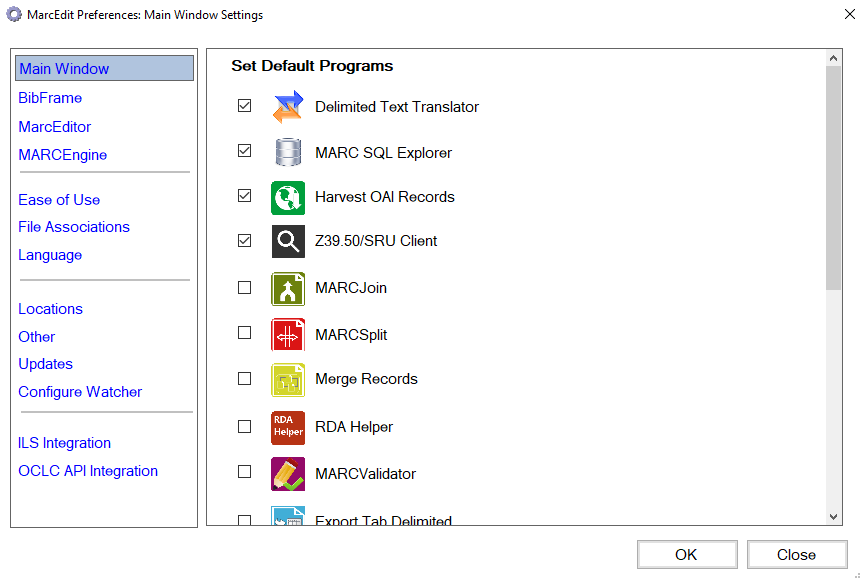 MarcEdit Preferences: Main Window Settings
Main Window
BibFrame
MarcEditor
MARCEngine
Ease of Use
File Associations
Language
Locations
Other
Updates
Configure Watcher
ILS Integration
OCLC API Integration
Set Default Programs
Delimited Text Translator
MARC SQL Explorer
Harvest OAI Records
Z39.50/SRU Client
MARCJoin
MARCSplit
Merge Records
RDA
Helper
RDA Helper
MARCValidator
Export Tab Delimited
OK
Close